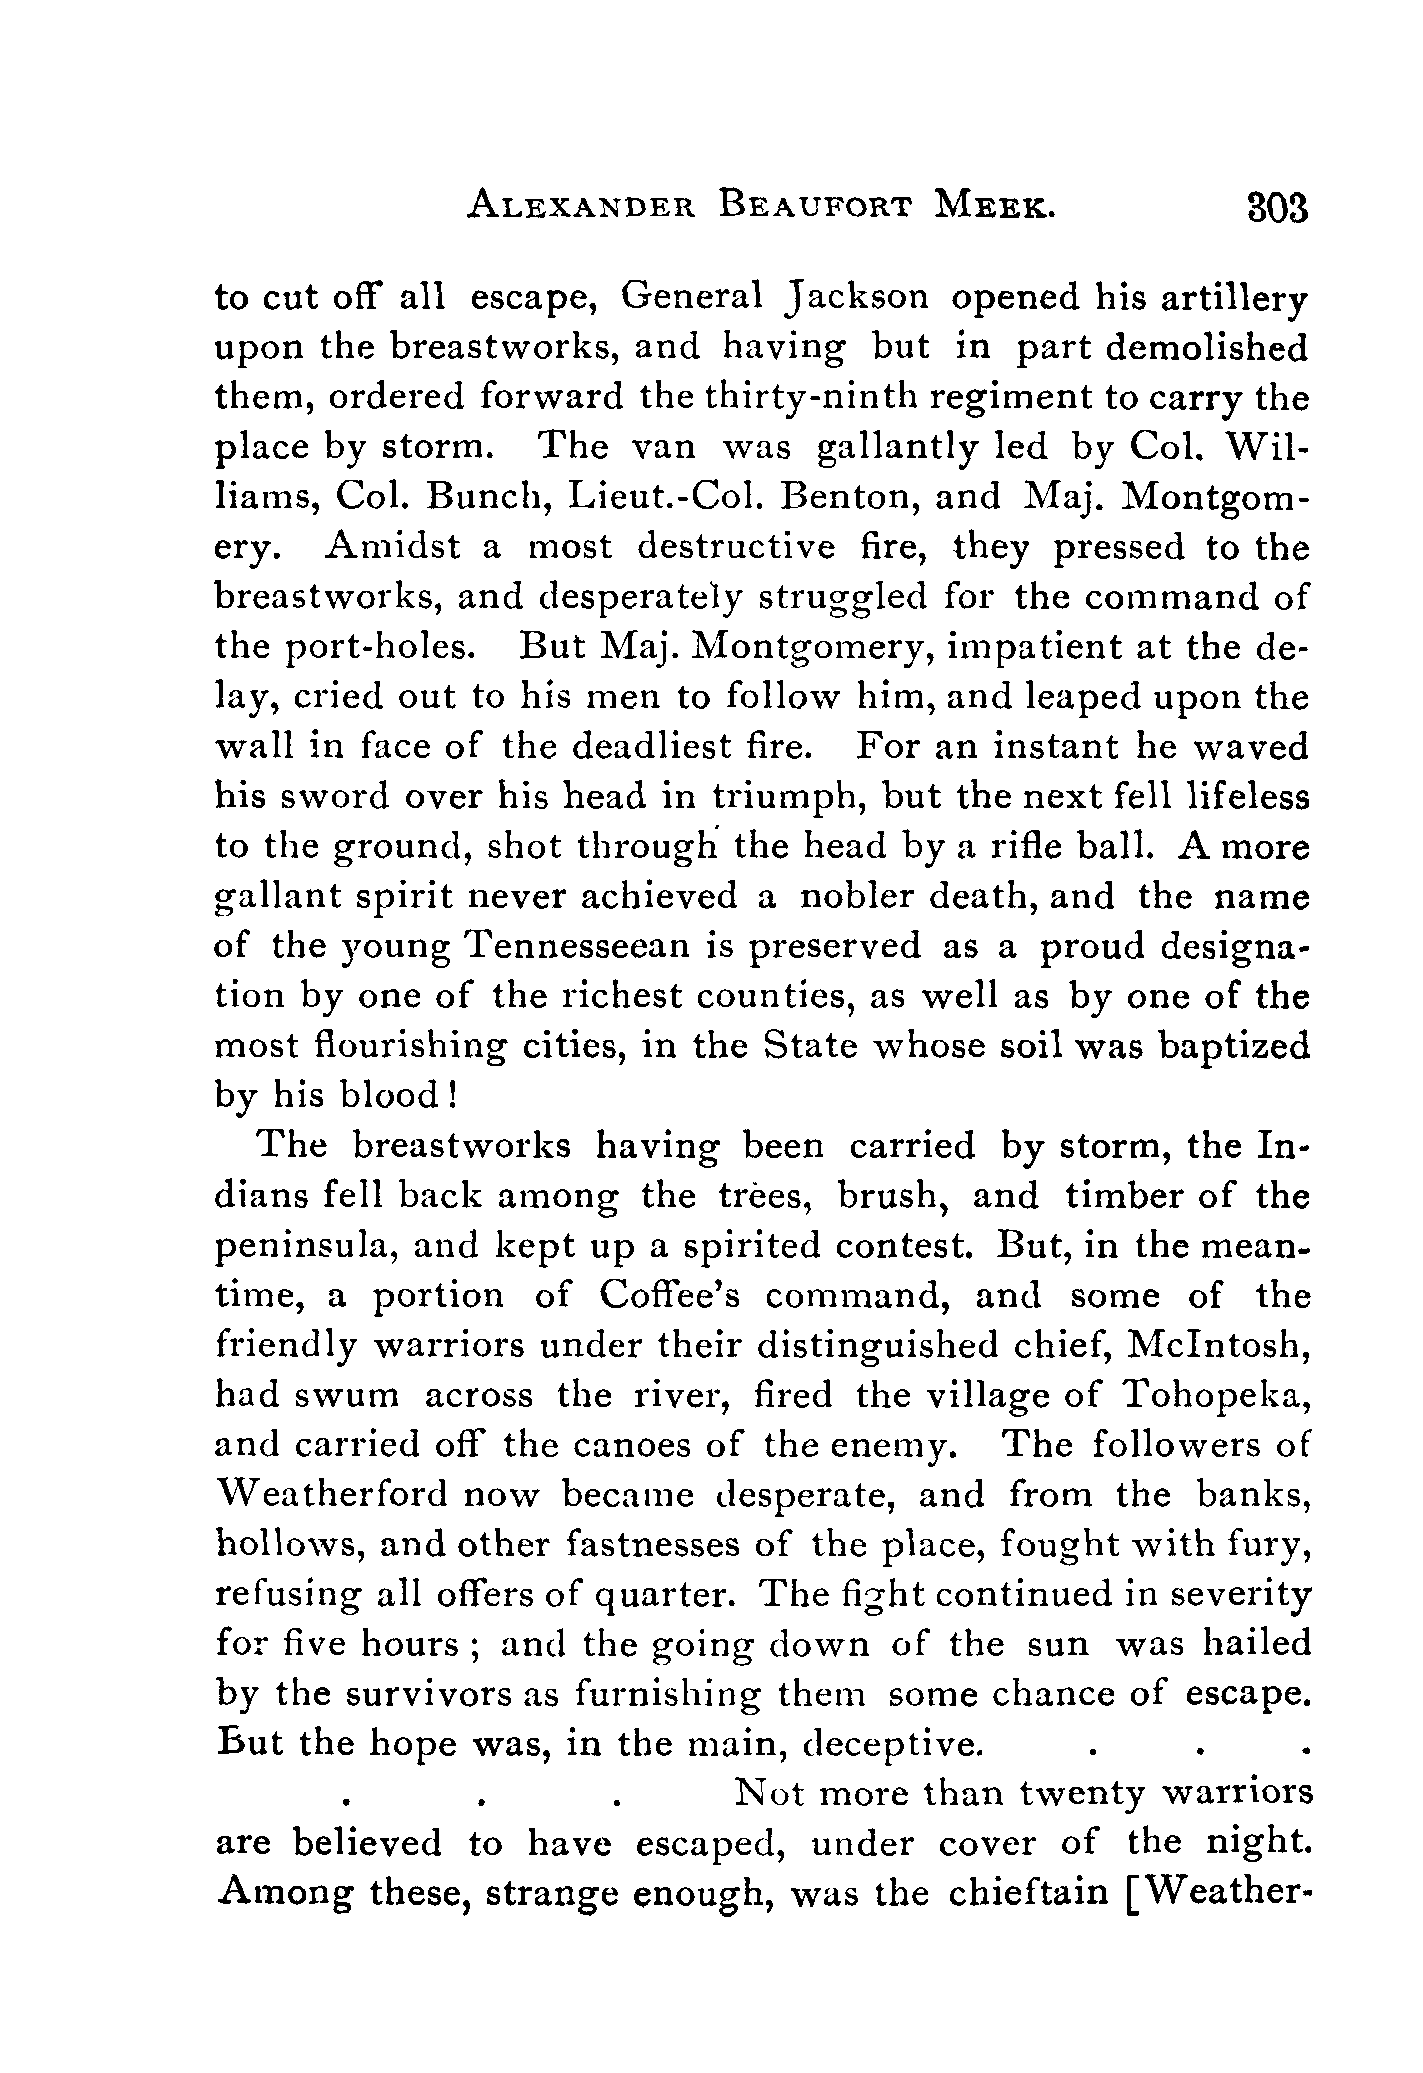 ALEXANDER BEAUFORT MEEK. 303
to cut off all escape, General Jackson opened his artillery
upon the breastworks, and having but in part demolished
them, ordered forward the thirty-ninth regiment to carry the
place by storm. The van was gallantly led by Col. Wil-
liams, Col. Bunch, Lieut.-Col. Benton, and Maj. Montgom-
ery. Amidst a most destructive fire, they pressed to the
breastworks, and desperately struggled for the command of
the port-holes. But Maj. Montgomery, impatient at the de-
lay, cried out to his men to follow him, and leaped upon the
wall in face of the deadliest fire. For an instant he waved
his sword over his head in triumph, but the next fell lifeless
to the ground, shot through the head by a rifle ball. A more
gallant spirit never achieved a nobler death, and the name
of the young Tennesseean is preserved as a proud designa-
tion by one of the richest counties, as well as by one of the
most flourishing cities, in the State whose soil was baptized
by his blood!
The breastworks having been carried by storm, the In-
dians fell back among the trees, brush, and timber of the
peninsula, and kept up a spirited contest. But, in the mean-
time, a portion of Coffee's command, and some of the
friendly warriors under their distinguished chief, McIntosh,
had swum across the river, fired the village of Tohopeka,
and carried off the canoes of the enemy. The followers of
Weatherford now became desperate, and from the banks,
hollows, and other fastnesses of the place, fought with fury,
refusing all offers of quarter. The fight continued in severity
for five hours; and the going down of the sun was hailed
by the survivors as furnishing them some chance of escape.
But the hope was, in the main, deceptive. . . .
. . . Not more than twenty warriors
are believed to have escaped, under cover of the night.
Among these, strange enough, was the chieftain [Weather-